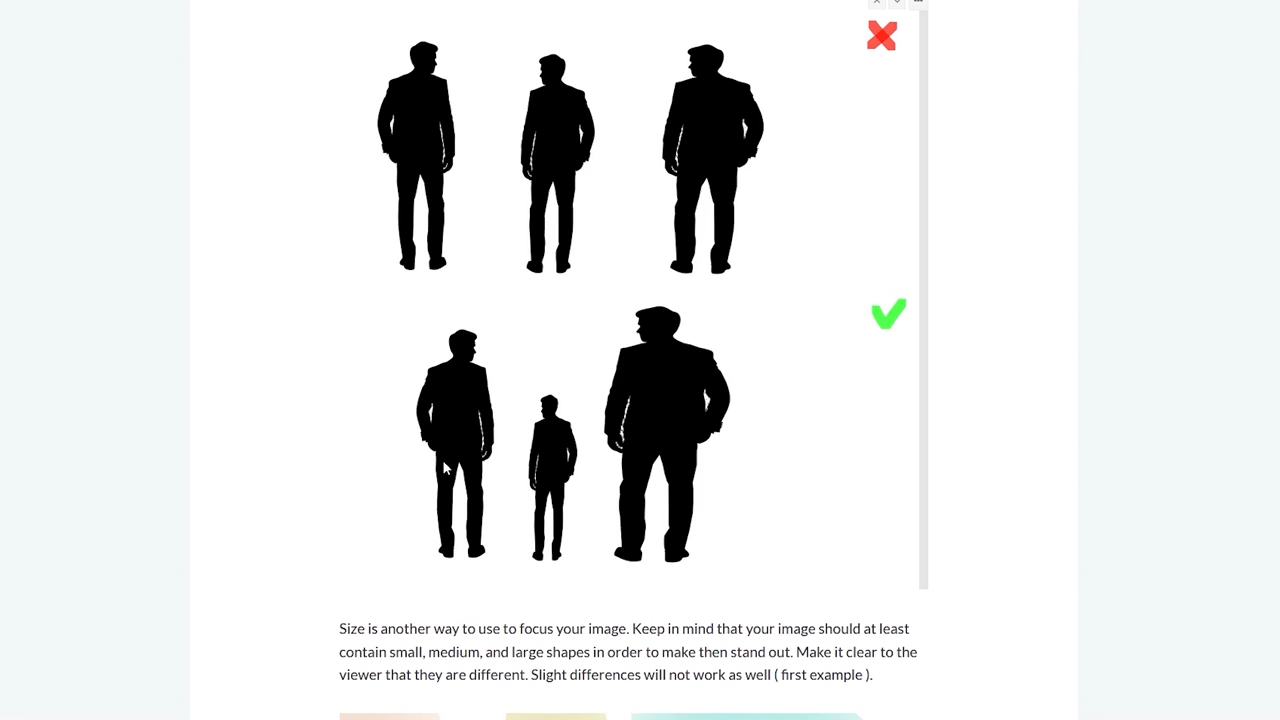 Size is another way to use to focus your image. Keep in mind that your image should at least
contain small, medium, and large shapes in order to make then stand out. Make it clear to the
viewer that they are different. Slight differences will not work as well ( first example ).